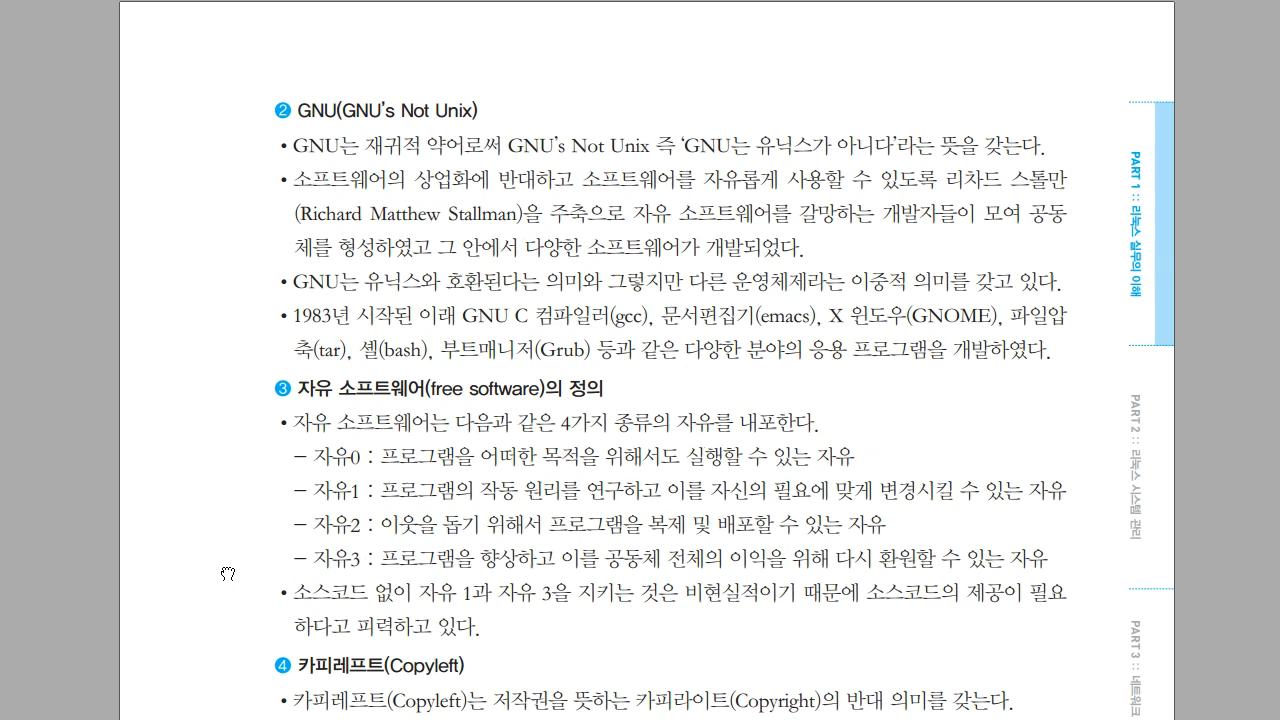 ❷ GNU(GNU's Not Unix)
• GNU는 재귀적 약어로써 GNU's Not Unix 즉 'GNU는 유닉스가 아니다'라는 뜻을 갖는다.
• 소프트웨어의 상업화에 반대하고 소프트웨어를 자유롭게 사용할 수 있도록 리차드 스톨만
(Richard Matthew Stallman)을 주축으로 자유 소프트웨어를 갈망하는 개발자들이 모여 공동
체를 형성하였고 그 안에서 다양한 소프트웨어가 개발되었다.
• GNU는 유닉스와 호환된다는 의미와 그렇지만 다른 운영체제라는 이중적 의미를 갖고 있다.
• 1983년 시작된 이래 GNU C 컴파일러(gcc), 문서편집기(emacs), X 윈도우(GNOME), 파일압
축(tar), 셸(bash), 부트매니저(Grub) 등과 같은 다양한 분야의 응용 프로그램을 개발하였다.
❸ 자유 소프트웨어(free software)의 정의
• 자유 소프트웨어는 다음과 같은 4가지 종류의 자유를 내포한다.
– 자유0 : 프로그램을 어떠한 목적을 위해서도 실행할 수 있는 자유
– 자유1 : 프로그램의 작동 원리를 연구하고 이를 자신의 필요에 맞게 변경시킬 수 있는 자유
– 자유2 : 이웃을 돕기 위해서 프로그램을 복제 및 배포할 수 있는 자유
– 자유3 : 프로그램을 향상하고 이를 공동체 전체의 이익을 위해 다시 환원할 수 있는 자유
• 소스코드 없이 자유 1과 자유 3을 지키는 것은 비현실적이기 때문에 소스코드의 제공이 필요
하다고 피력하고 있다.
❹ 카피레프트(Copyleft)
• 카피레프트(Copyleft)는 저작권을 뜻하는 카피라이트(Copyright)의 반대 의미를 갖는다.
PART 1 :: 리눅스 실무의 이해
PART 2 :: 리눅스 시스템 관리
PART 3 :: 네트워크